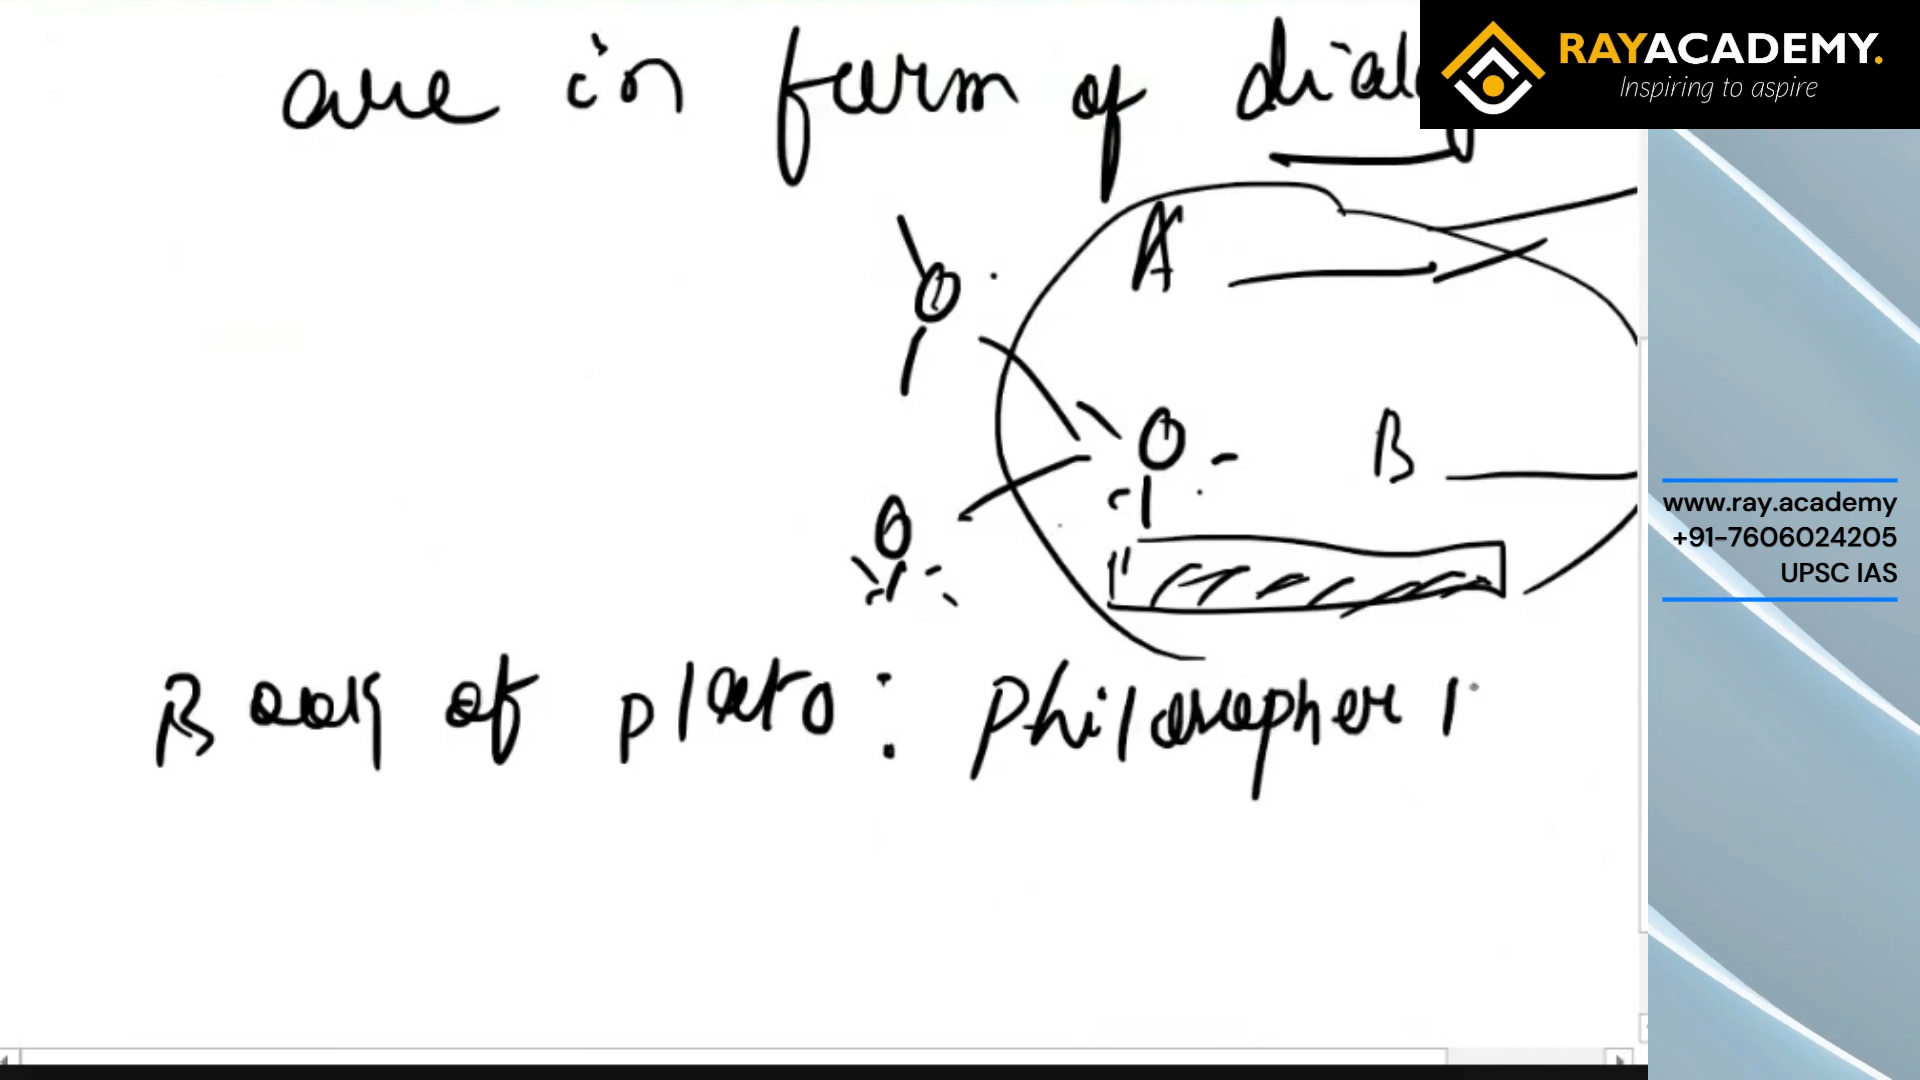 are in form of
RAYACADEMY.
Inspiring to aspire
A
B
www.ray.academy
+91-7606024205
UPSC IAS
Book of plato: Philosopher